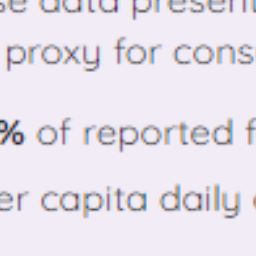 se data present
proxy for cons
% of reported f
er capita daily